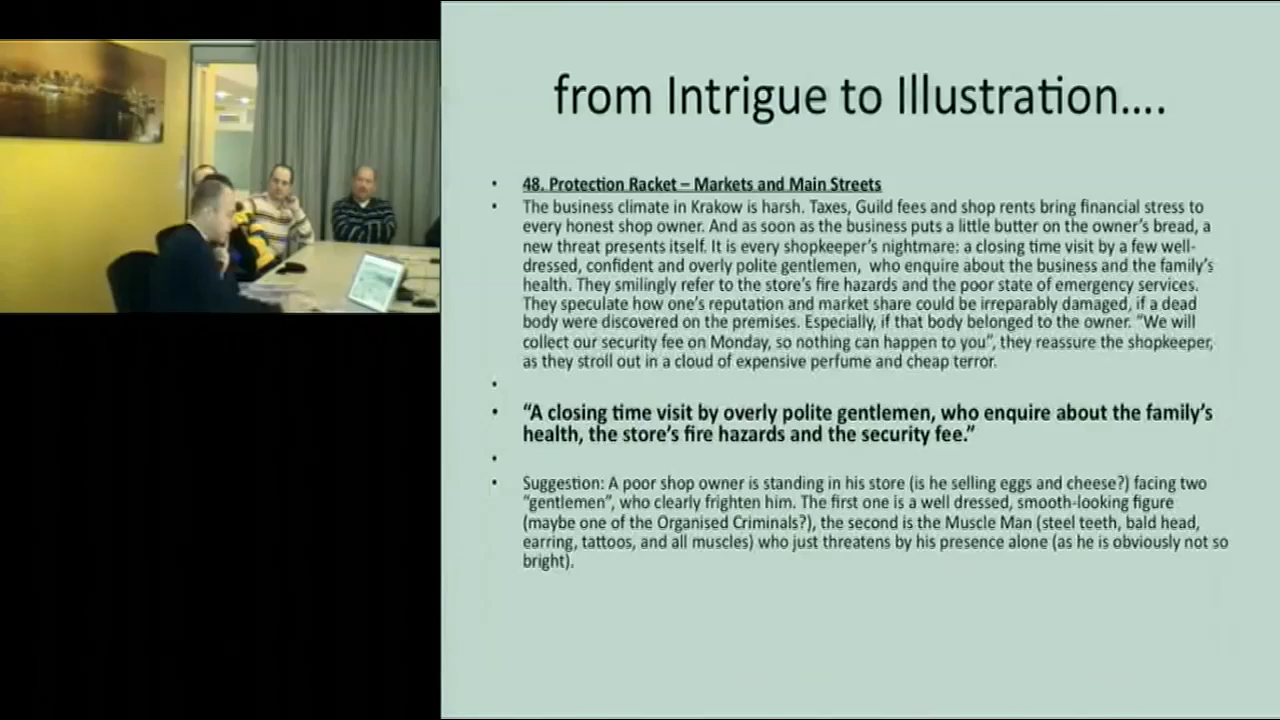 from Intrigue to Illustration....
• 48. Protection Racket – Markets and Main Streets
• The business climate in Krakow is harsh. Taxes, Guild fees and shop rents bring financial stress to
every honest shop owner. And as soon as the business puts a little butter on the owner's bread, a
new threat presents itself. It is every shopkeeper's nightmare: a closing time visit by a few well-
dressed, confident and overly polite gentlemen, who enquire about the business and the family's
health. They smilingly refer to the store's fire hazards and the poor state of emergency services.
They speculate how one's reputation and market share could be irreparably damaged, if a dead
body were discovered on the premises. Especially, if that body belonged to the owner. "We will
collect our security fee on Monday, so nothing can happen to you", they reassure the shopkeeper,
as they stroll out in a cloud of expensive perfume and cheap terror.
•
• "A closing time visit by overly polite gentlemen, who enquire about the family's
health, the store's fire hazards and the security fee."
•
• Suggestion: A poor shop owner is standing in his store (is he selling eggs and cheese?) facing two
"gentlemen", who clearly frighten him. The first one is a well dressed, smooth-looking figure
(maybe one of the Organised Criminals?), the second is the Muscle Man (steel teeth, bald head,
earring, tattoos, and all muscles) who just threatens by his presence alone (as he is obviously not so
bright).